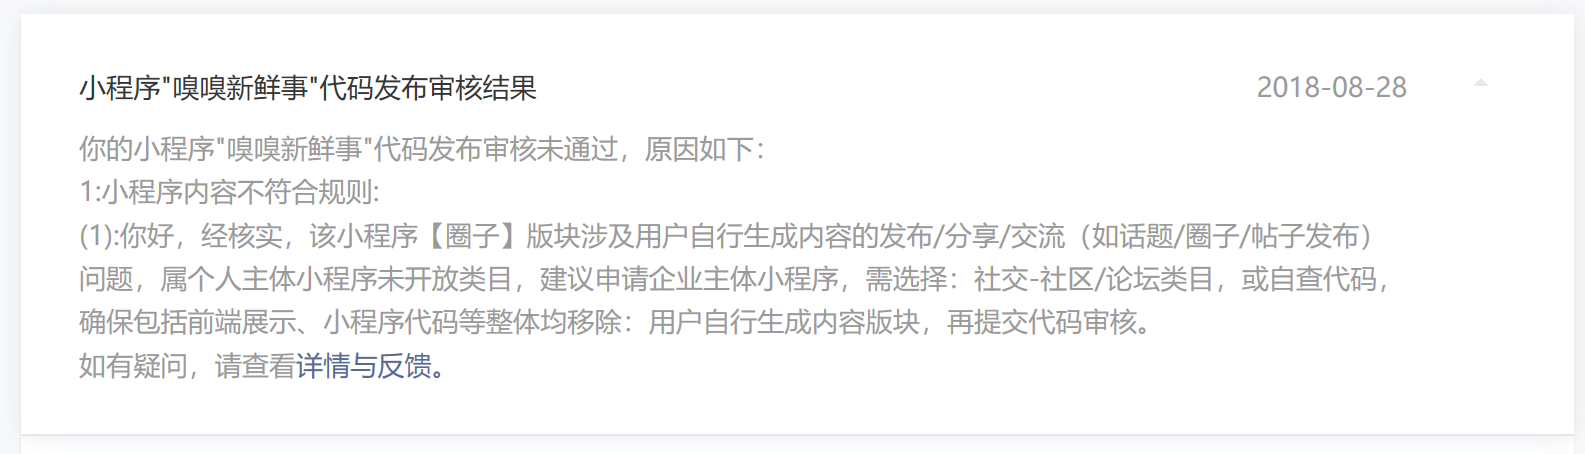 小程序"嗅嗅新鲜事"代码发布审核结果
2018-08-28
你的小程序"嗅嗅新鲜事"代码发布审核未通过，原因如下：
1:小程序内容不符合规则:
(1):你好，经核实，该小程序【圈子】版块涉及用户自行生成内容的发布/分享/交流（如话题/圈子/帖子发布）
问题，属个人主体小程序未开放类目，建议申请企业主体小程序，需选择：社交-社区/论坛类目，或自查代码，
确保包括前端展示、小程序代码等整体均移除：用户自行生成内容版块，再提交代码审核。
如有疑问，请查看详情与反馈。